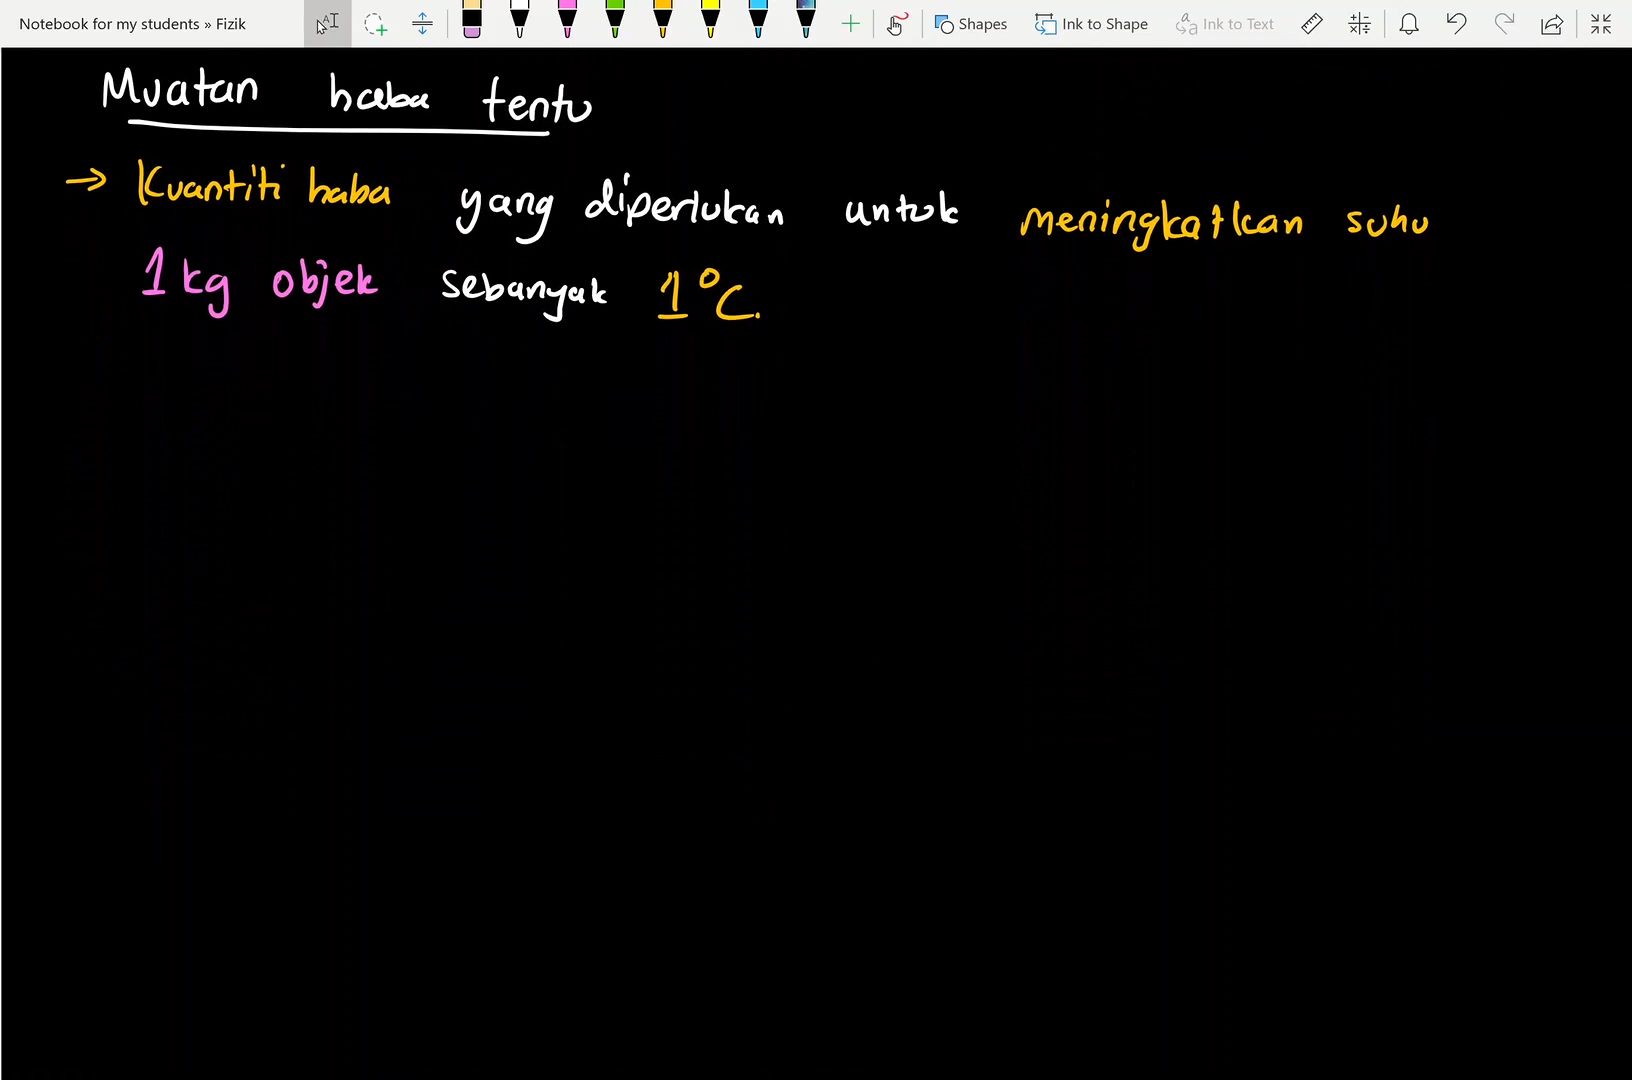 Notebook for my students » Fizik
Shapes
Ink to Shape
Ink to Text
Muatan haba tentu
→ Kuantiti haba yang diperlukan untuk meningkatkan suhu
1 kg objek sebanyak 1°C.